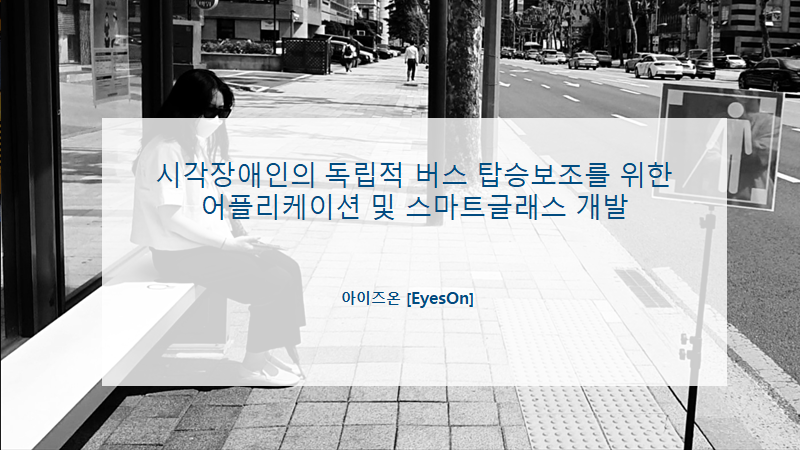 시각장애인의 독립적 버스 탑승보조를 위한
어플리케이션 및 스마트글래스 개발
아이즈온 [EyesOn]